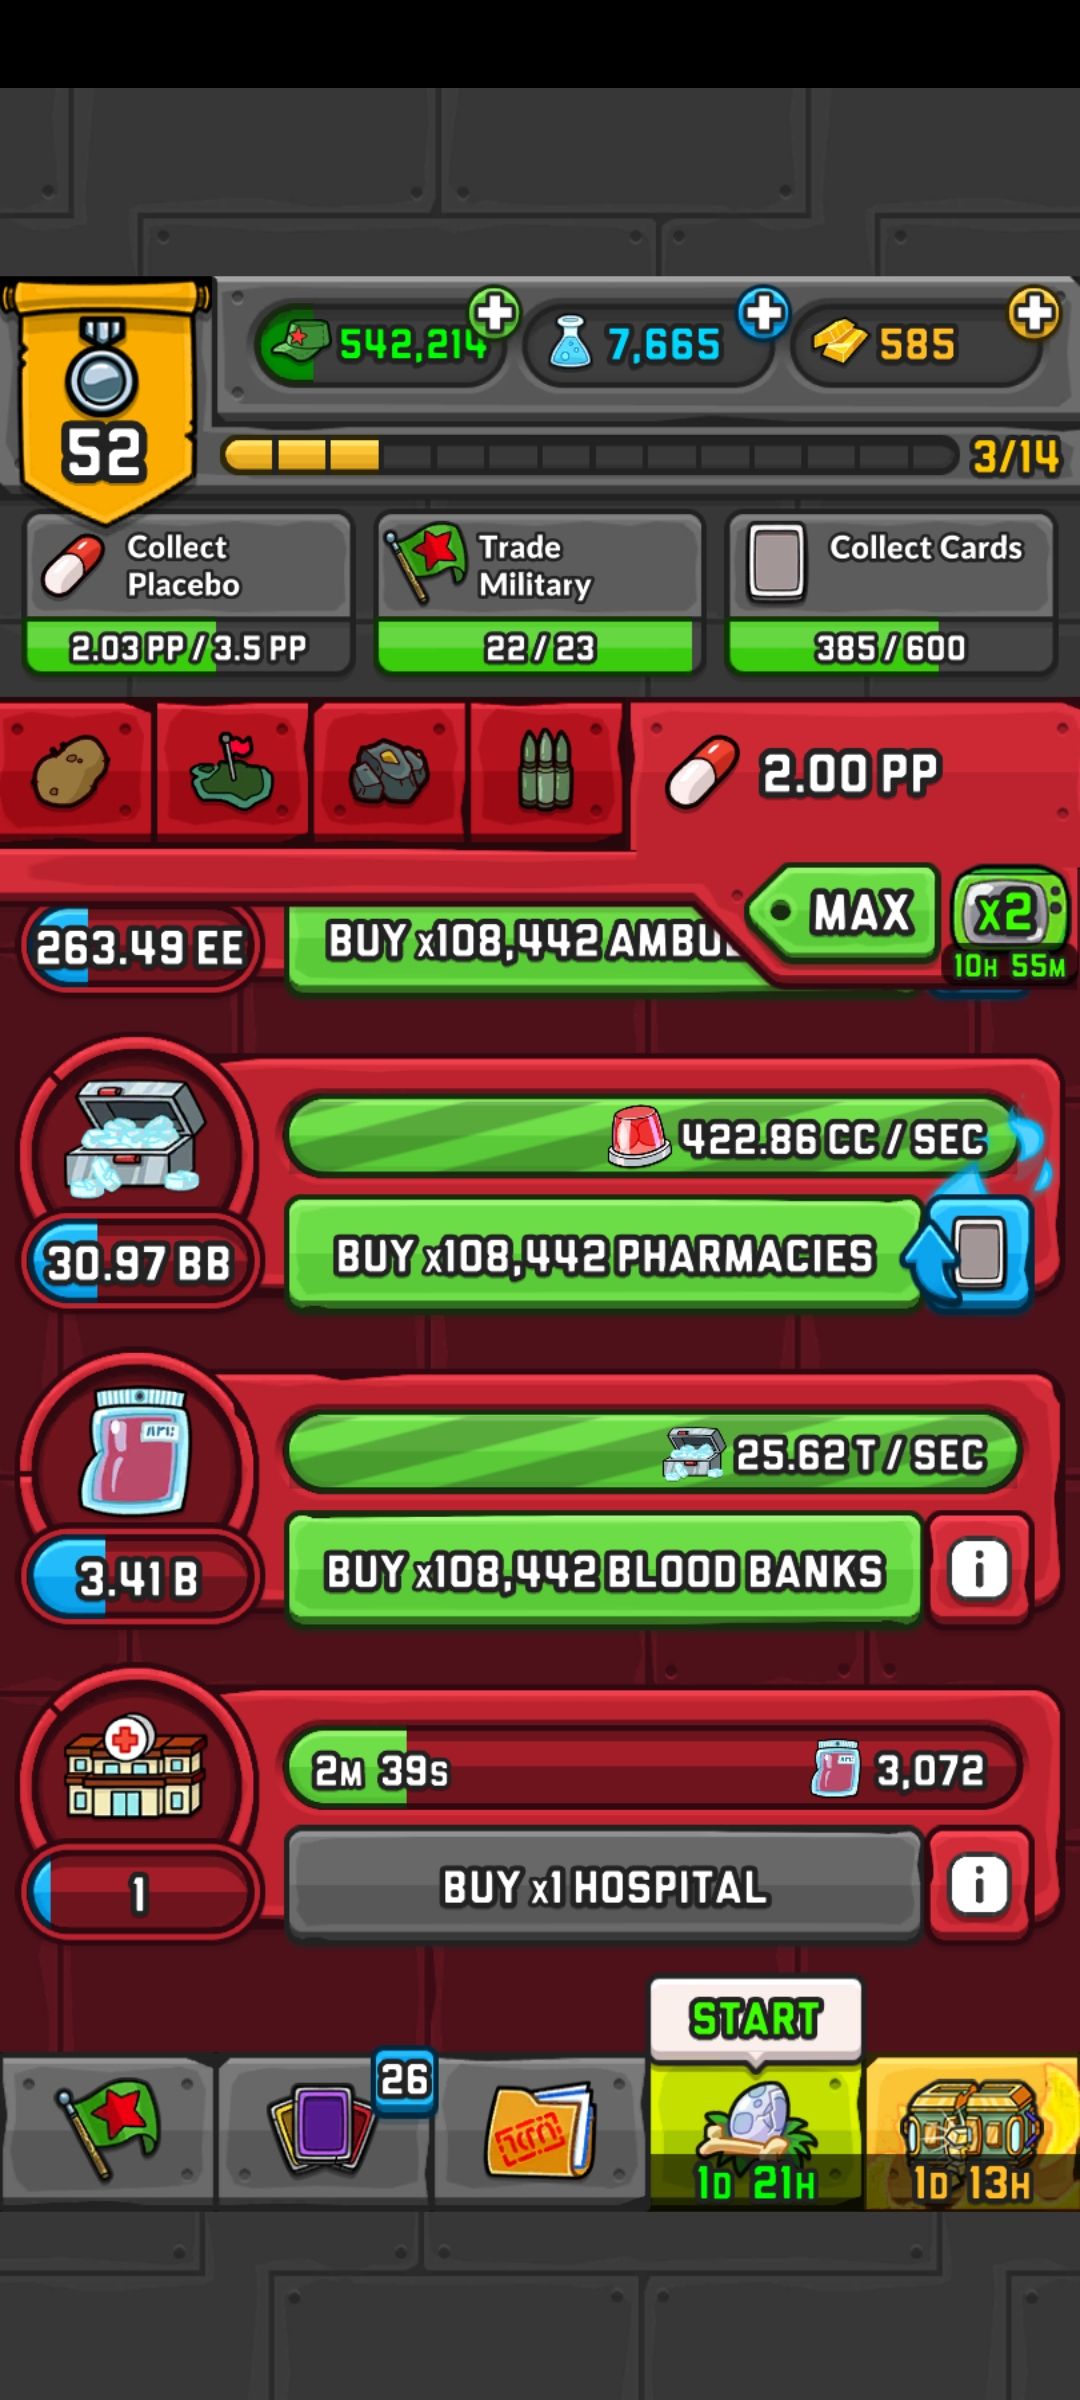 542,214
7,665
585
52
3/14
Collect
Placebo
2.03 PP / 3.5 PP
Trade
Military
22 / 23
Collect Cards
385 / 600
2.00 PP
MAX
x2
10H 55M
263.49 EE
BUY x108,442
422.86 CC / SEC
30.97 BB
BUY x108,442 PHARMACIES
25.62 T / SEC
3.41 B
BUY x108,442 BLOOD BANKS
i
2M 39S
3,072
1
BUY x1 HOSPITAL
i
START
26
1D 21H
1D 13H